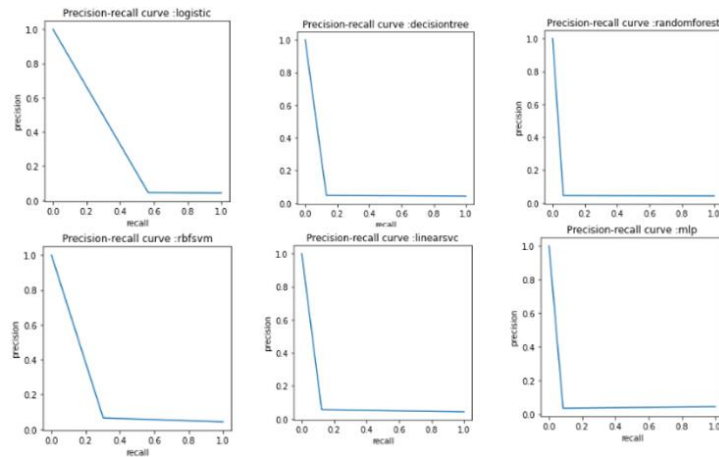 Precision-recall curve :logistic
1.0
0.8
0.6
0.4
0.2
0.0
precision
0.0 0.2 0.4 0.6 0.8 1.0
recall
Precision-recall curve :decisiontree
1.0
0.8
0.6
0.4
0.2
0.0
precision
0.0 0.2 0.4 0.6 0.8 1.0
recall
Precision-recall curve :randomforest
1.0
0.8
0.6
0.4
0.2
0.0
precision
0.0 0.2 0.4 0.6 0.8 1.0
recall
Precision-recall curve :rbfsvm
1.0
0.8
0.6
0.4
0.2
0.0
precision
0.0 0.2 0.4 0.6 0.8 1.0
recall
Precision-recall curve :linearsvc
1.0
0.8
0.6
0.4
0.2
0.0
precision
0.0 0.2 0.4 0.6 0.8 1.0
recall
Precision-recall curve :mlp
1.0
0.8
0.6
0.4
0.2
0.0
precision
0.0 0.2 0.4 0.6 0.8 1.0
recall